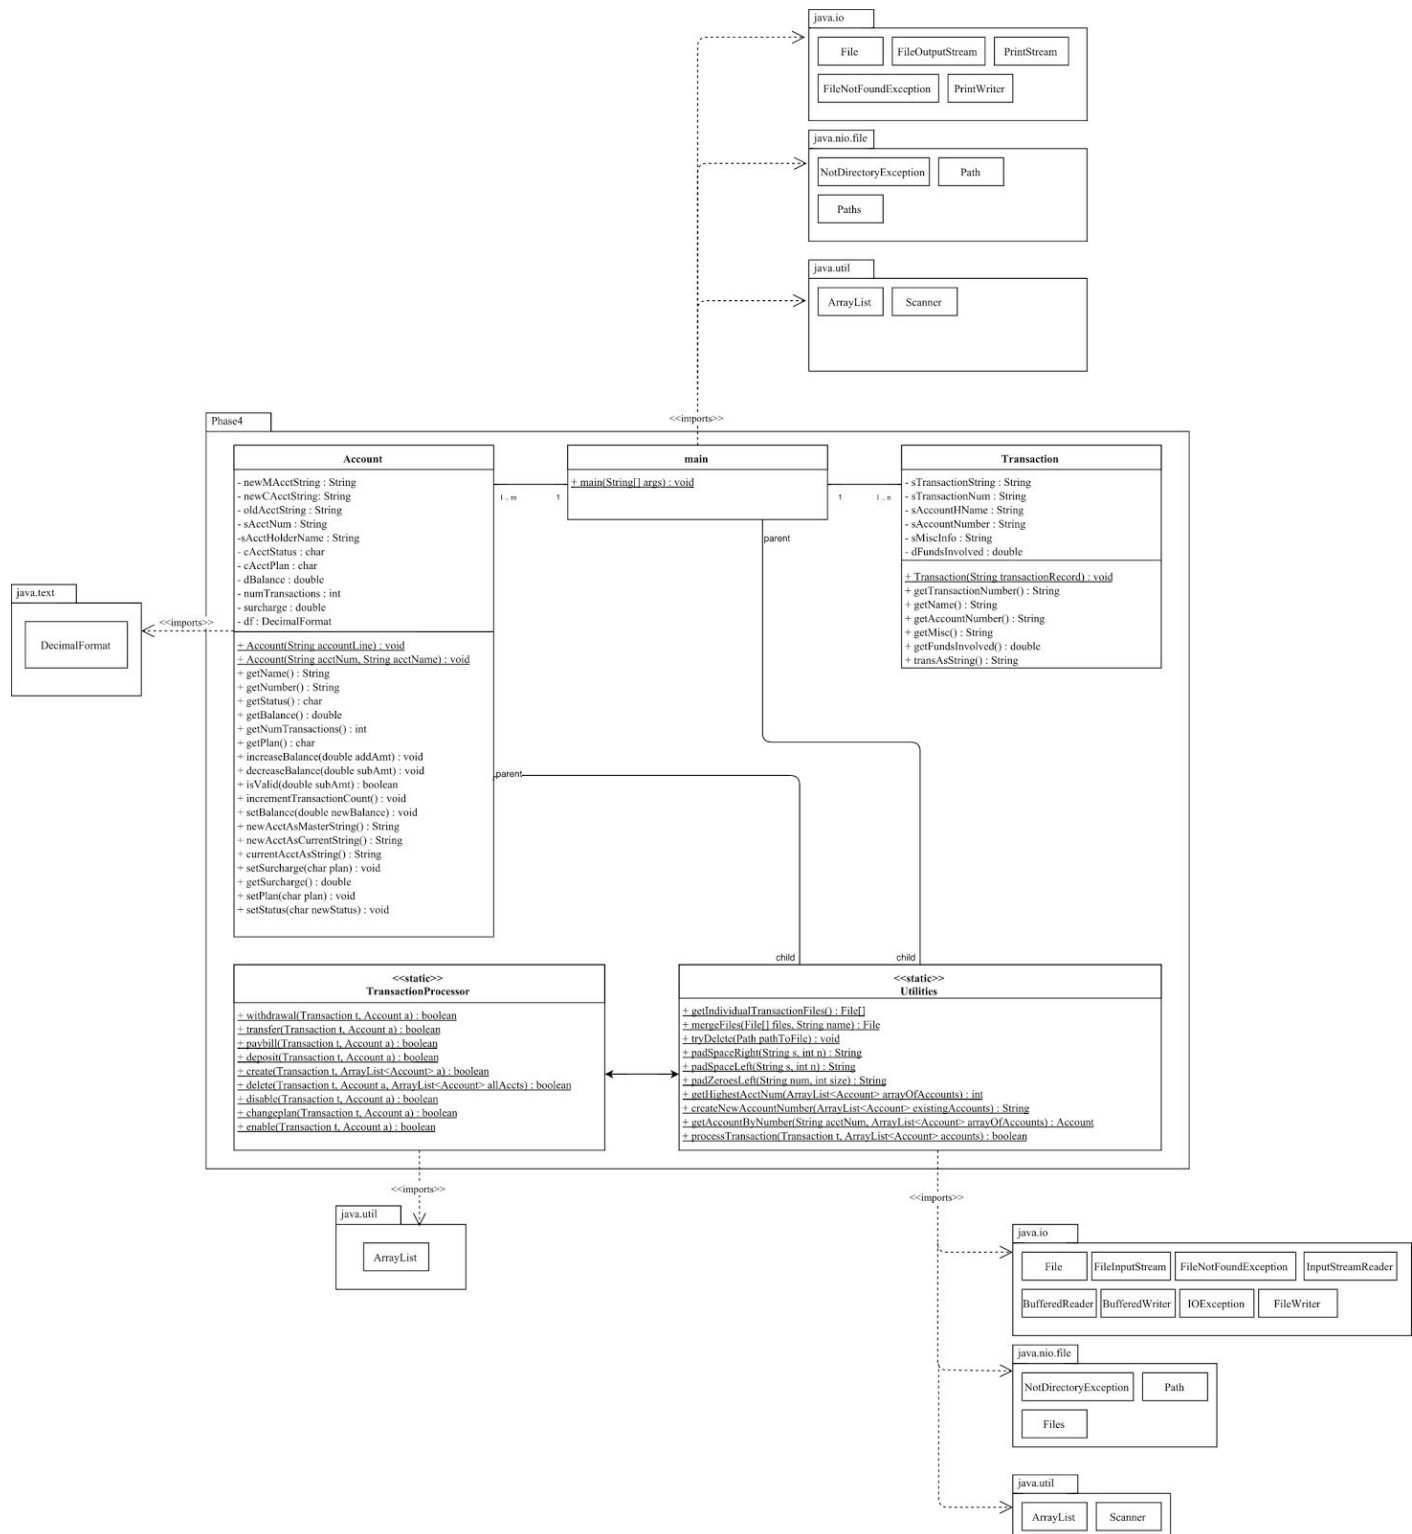 java.io
File
FileOutputStream
PrintStream
FileNotFoundException
PrintWriter
java.nio.file
NotDirectoryException
Path
Paths
java.util
ArrayList
Scanner
<<imports>>
Phase4
Account
- newMAcctString : String
- newCAcctString: String
- oldAcctString : String
- sAcctNum : String
-sAcctHolderName : String
- cAcctStatus : char
- cAcctPlan : char
- dBalance : double
- numTransactions : int
- surcharge : double
- df : DecimalFormat
+ Account(String accountLine) : void
+ Account(String acctNum, String acctName) : void
+ getName() : String
+ getNumber() : String
+ getStatus() : char
+ getBalance() : double
+ getNumTransactions() : int
+ getPlan() : char
+ increaseBalance(double addAmt) : void
+ decreaseBalance(double subAmt) : void
+ isValid(double subAmt) : boolean
+ incrementTransactionCount() : void
+ setBalance(double newBalance) : void
+ newAcctAsMasterString() : String
+ newAcctAsCurrentString() : String
+ currentAcctAsString() : String
+ setSurcharge(char plan) : void
+ getSurcharge() : double
+ setPlan(char plan) : void
+ setStatus(char newStatus) : void
1 .. m
1
main
+ main(String[] args) : void
1
1 .. n
Transaction
- sTransactionString : String
- sTransactionNum : String
- sAccountHName : String
- sAccountNumber : String
- sMiscInfo : String
- dFundsInvolved : double
+ Transaction(String transactionRecord) : void
+ getTransactionNumber() : String
+ getName() : String
+ getAccountNumber() : String
+ getMisc() : String
+ getFundsInvolved() : double
+ transAsString() : String
parent
java.text
DecimalFormat
<<imports>>
parent
child
child
<<static>>
TransactionProcessor
+ withdrawal(Transaction t, Account a) : boolean
+ transfer(Transaction t, Account a) : boolean
+ paybill(Transaction t, Account a) : boolean
+ deposit(Transaction t, Account a) : boolean
+ create(Transaction t, ArrayList<Account> a) : boolean
+ delete(Transaction t, Account a, ArrayList<Account> allAccts) : boolean
+ disable(Transaction t, Account a) : boolean
+ changeplan(Transaction t, Account a) : boolean
+ enable(Transaction t, Account a) : boolean
<<static>>
Utilities
+ getIndividualTransactionFiles() : File[]
+ mergeFiles(File[] files, String name) : File
+ tryDelete(Path pathToFile) : void
+ padSpaceRight(String s, int n) : String
+ padSpaceLeft(String s, int n) : String
+ padZeroesLeft(String num, int size) : String
+ getHighestAcctNum(ArrayList<Account> arrayOfAccounts) : int
+ createNewAccountNumber(ArrayList<Account> existingAccounts) : String
+ getAccountByNumber(String acctNum, ArrayList<Account> arrayOfAccounts) : Account
+ processTransaction(Transaction t, ArrayList<Account> accounts) : boolean
<<imports>>
java.util
ArrayList
<<imports>>
java.io
File
FileInputStream
FileNotFoundException
InputStreamReader
BufferedReader
BufferedWriter
IOException
FileWriter
java.nio.file
NotDirectoryException
Path
Files
java.util
ArrayList
Scanner